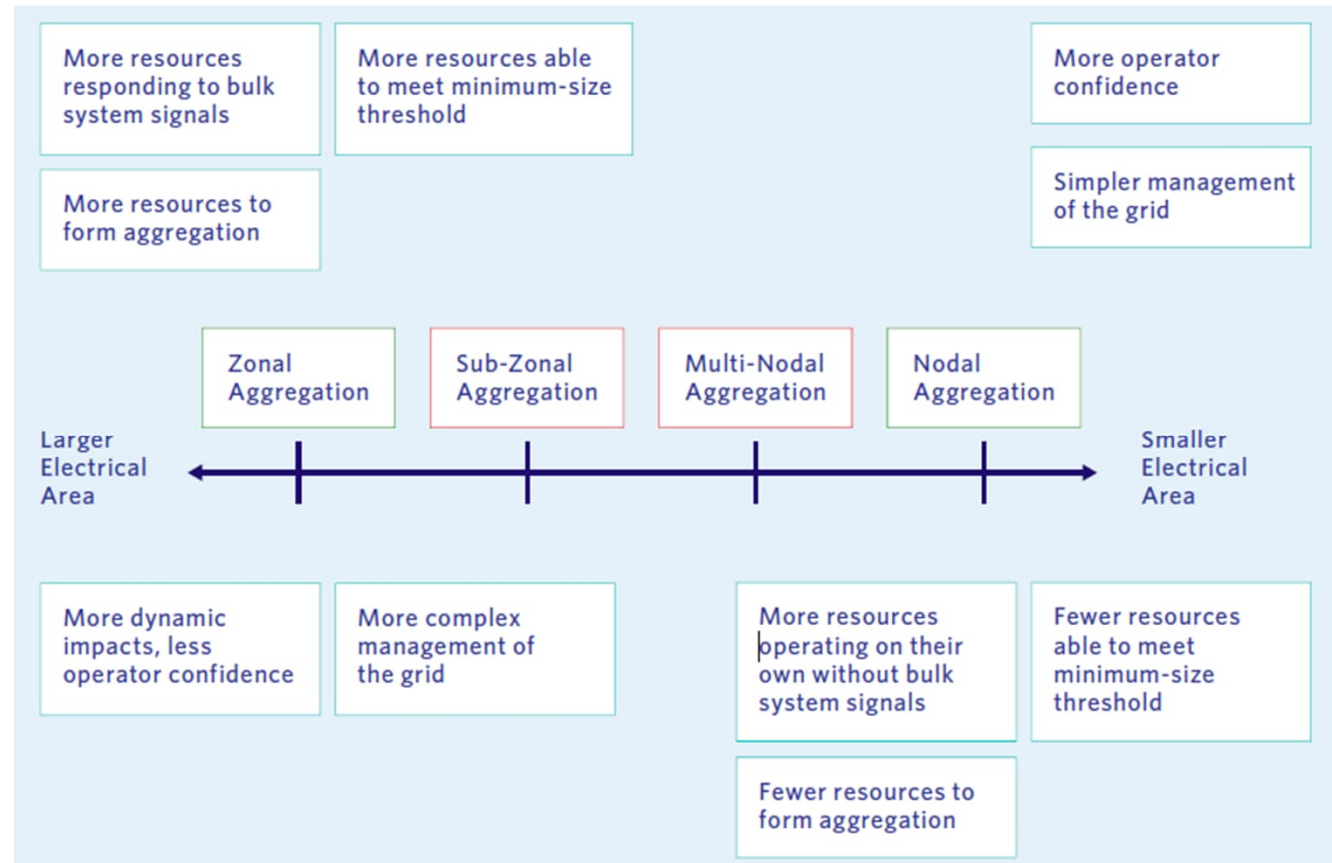 More resources
responding to bulk
system signals
More resources able
to meet minimum-size
threshold
More operator
confidence
More resources to
form aggregation
Simpler management
of the grid
Zonal
Aggregation
Sub-Zonal
Aggregation
Multi-Nodal
Aggregation
Nodal
Aggregation
Larger
Electrical
Area
Smaller
Electrical
Area
More dynamic
impacts, less
operator confidence
More complex
management of
the grid
More resources
operating on their
own without bulk
system signals
Fewer resources
able to meet
minimum-size
threshold
Fewer resources to
form aggregation